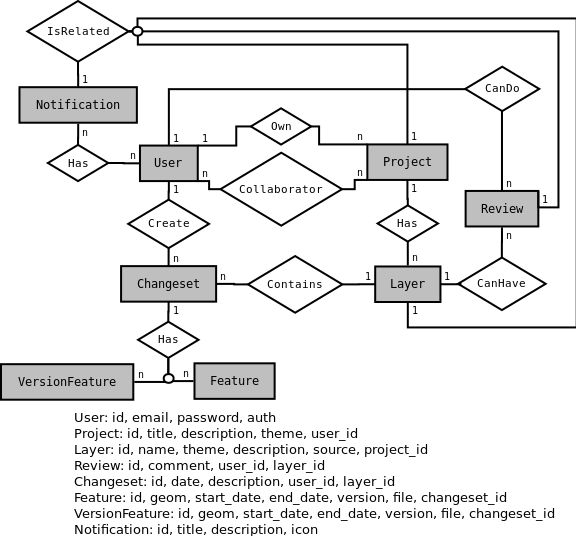 IsRelated
1
CanDo
Notification
n
Has
n
User
1
1
n
Own
n
n
Collaborator
Project
1
1
n
Review
1
n
1
Create
Has
n
n
CanHave
Changeset
n
Contains
1
Layer
1
1
1
Has
VersionFeature
n
n
Feature
User: id, email, password, auth
Project: id, title, description, theme, user_id
Layer: id, name, theme, description, source, project_id
Review: id, comment, user_id, layer_id
Changeset: id, date, description, user_id, layer_id
Feature: id, geom, start_date, end_date, version, file, changeset_id
VersionFeature: id, geom, start_date, end_date, version, file, changeset_id
Notification: id, title, description, icon